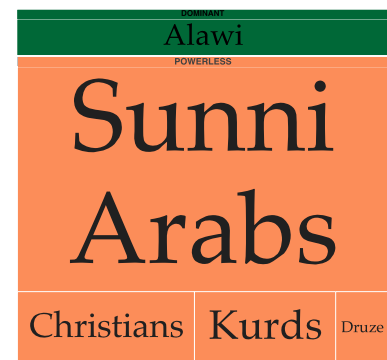 DOMINANT
Alawi
POWERLESS
Sunni
Arabs
Christians Kurds Druze